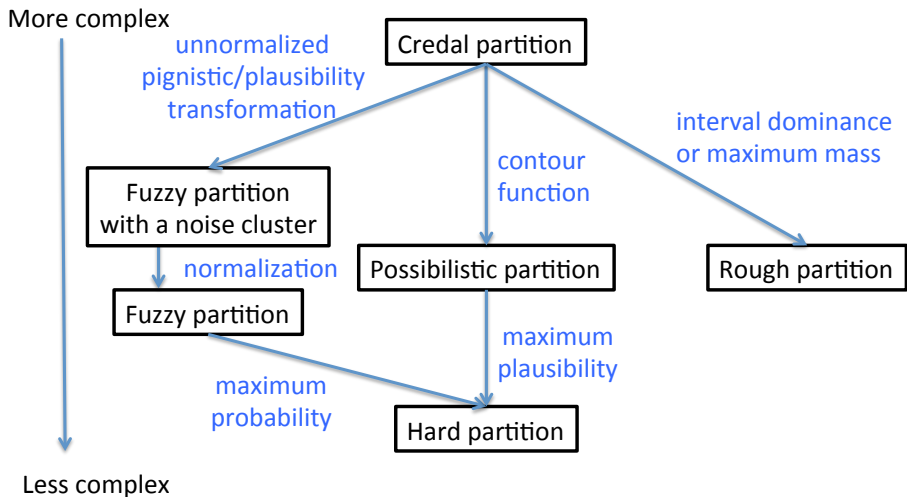 More complex
unnormalized
pignistic/plausibility
transformation
Credal partition
interval dominance
or maximum mass
contour
function
Fuzzy partition
with a noise cluster
normalization
Possibilistic partition
Rough partition
Fuzzy partition
maximum
plausibility
maximum
probability
Hard partition
Less complex